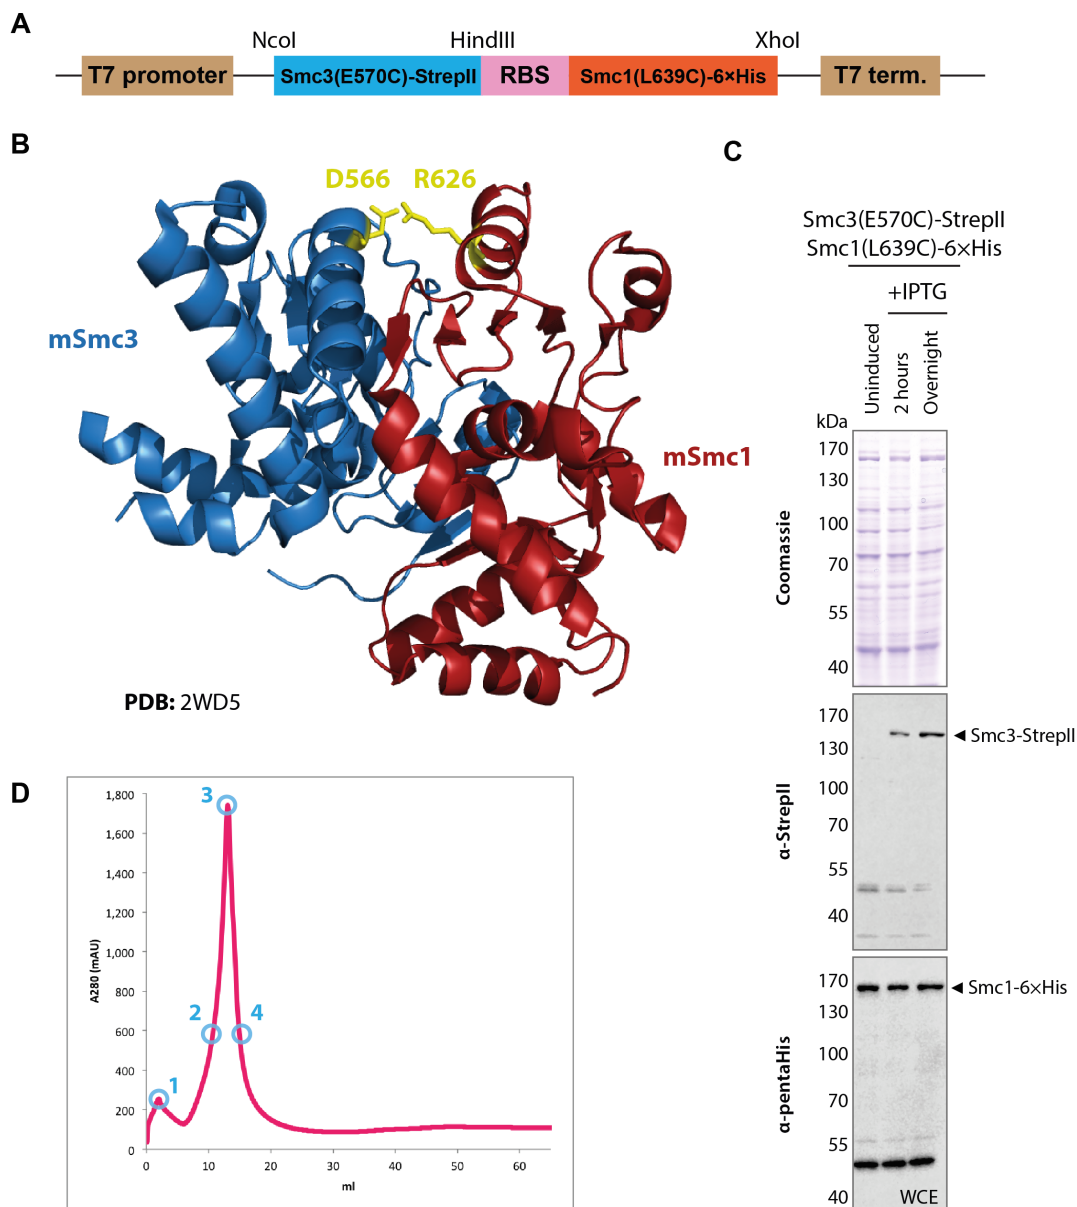 A
NcoI HindIII XhoI
T7 promoter Smc3(E570C)-StrepII RBS Smc1(L639C)-6×His T7 term.
B
D566 R626
mSmc3
mSmc1
PDB: 2WD5
C
Smc3(E570C)-StrepII
Smc1(L639C)-6×His
+IPTG
Uninduced
2 hours
Overnight
kDa
170
130
100
70
55
40
Coomassie
170
130
100
70
55
40
α-StrepII
◄ Smc3-StrepII
170
130
100
70
55
40
α-pentaHis
◄ Smc1-6×His
WCE
D
1,800
1,600
1,400
1,200
1,000
800
600
400
200
0
A280 (mAU)
3
2 4
1
0 10 20 30 40 50 60
ml